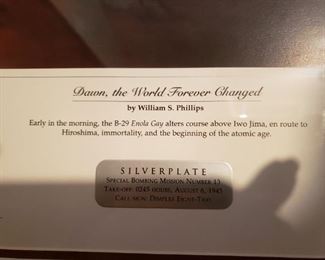 Dawn, the World Forever Changed
by William S. Phillips
Early in the morning, the B-29 Enola Gay alters course above Iwo Jima, en route to
Hiroshima, immortality, and the beginning of the atomic age.
SILVERPLATE
Special Bombing Mission Number 13
Take-off: 0245 hours, August 6, 1945
Call sign: Dimples Eight-Two